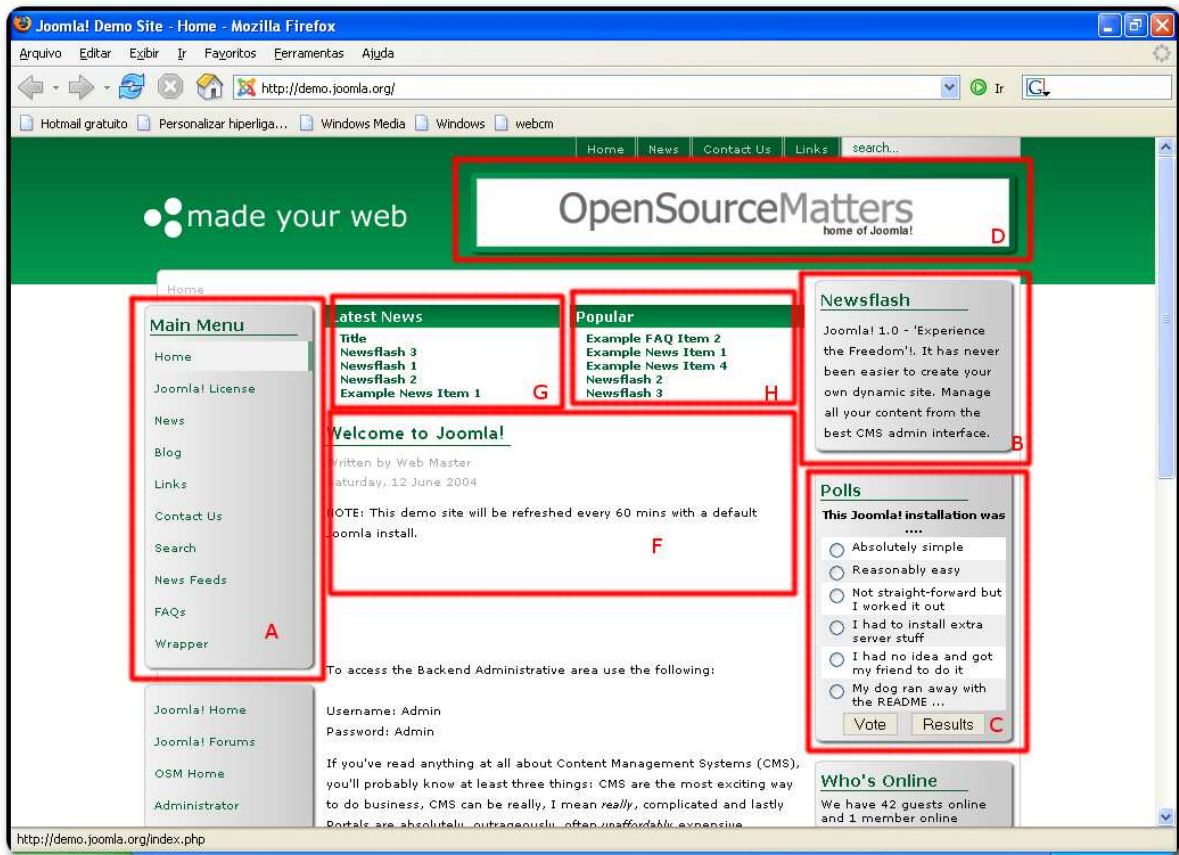 Joomla! Demo Site - Home - Mozilla Firefox
Arquivo Editar Exibir Ir Favoritos Ferramentas Ajuda
http://demo.joomla.org/ Ir G
Hotmail gratuito Personalizar hiperliga... Windows Media Windows webcm
Home News Contact Us Links search...
made your web
OpenSourceMatters
home of Joomla!
D
Home
Main Menu
Home
Joomla! License
News
Blog
Links
Contact Us
Search
News Feeds
FAQs
Wrapper
A
Joomla! Home
Joomla! Forums
OSM Home
Administrator
Latest News
Title
Newsflash 3
Newsflash 1
Newsflash 2
Example News Item 1
G
Popular
Example FAQ Item 2
Example News Item 1
Example News Item 4
Newsflash 2
Newsflash 3
H
Welcome to Joomla!
Written by Web Master
Saturday, 12 June 2004
NOTE: This demo site will be refreshed every 60 mins with a default
Joomla install.
F
To access the Backend Administrative area use the following:
Username: Admin
Password: Admin
If you've read anything at all about Content Management Systems (CMS),
you'll probably know at least three things: CMS are the most exciting way
to do business, CMS can be really, I mean really, complicated and lastly
Portals are absolutely, outrageously, often unaffordably expensive.
Newsflash
Joomla! 1.0 - 'Experience
the Freedom'!. It has never
been easier to create your
own dynamic site. Manage
all your content from the
best CMS admin interface.
B
Polls
This Joomla! installation was
....
Absolutely simple
Reasonably easy
Not straight-forward but
I worked it out
I had to install extra
server stuff
I had no idea and got
my friend to do it
My dog ran away with
the README ...
Vote Results
C
Who's Online
We have 42 guests online
and 1 member online
http://demo.joomla.org/index.php